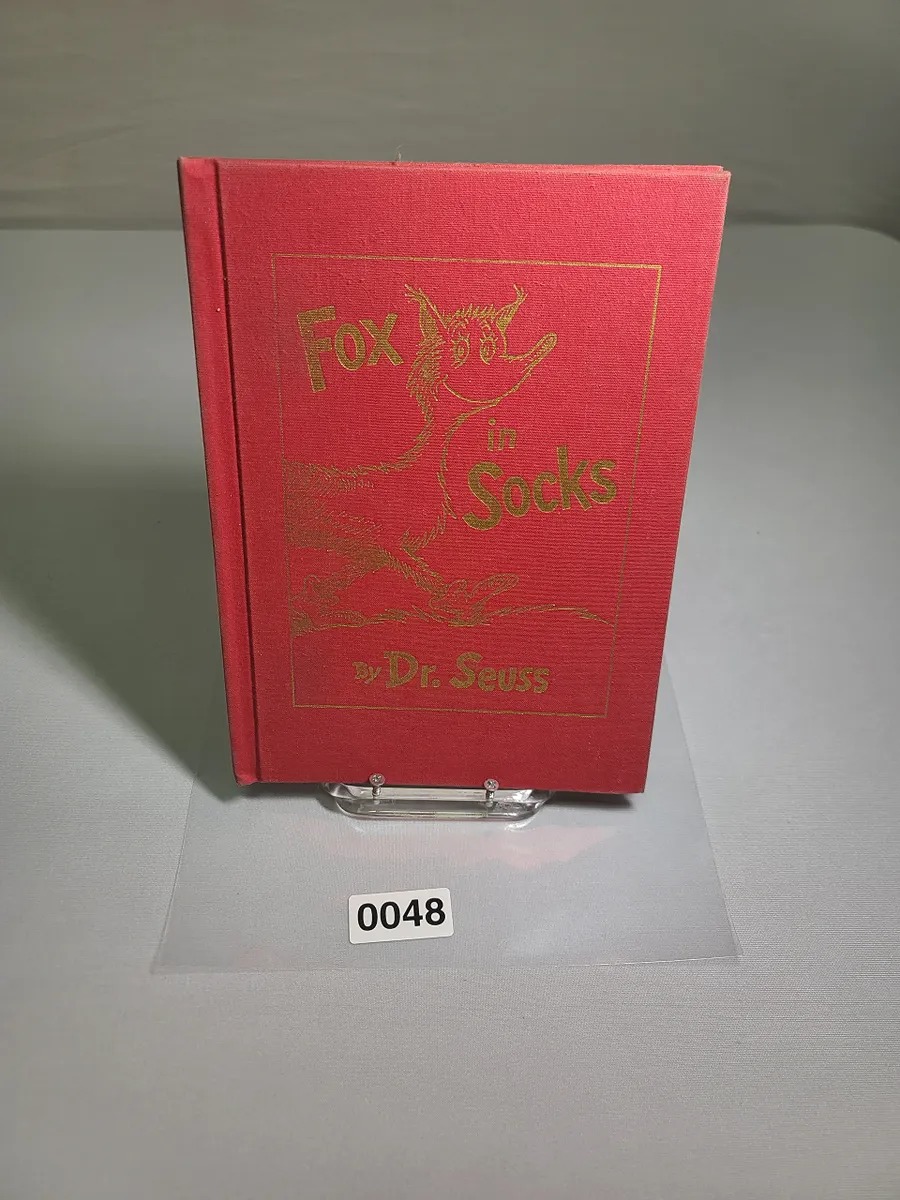 Fox
in
Socks
By Dr. Seuss
0048